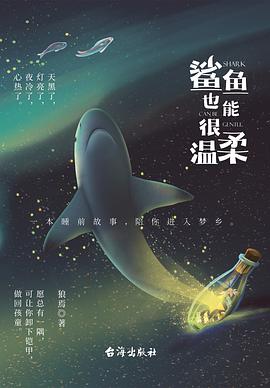 鲨鱼
SHARK
也能
CAN BE
很
GENTLE
温柔
天黑了，
灯亮了，
夜冷了，
心热了。
一本睡前故事，陪你进入梦乡
狼焉◎著
愿总有一隅，
可让你卸下铠甲，
做回孩童。
台海出版社